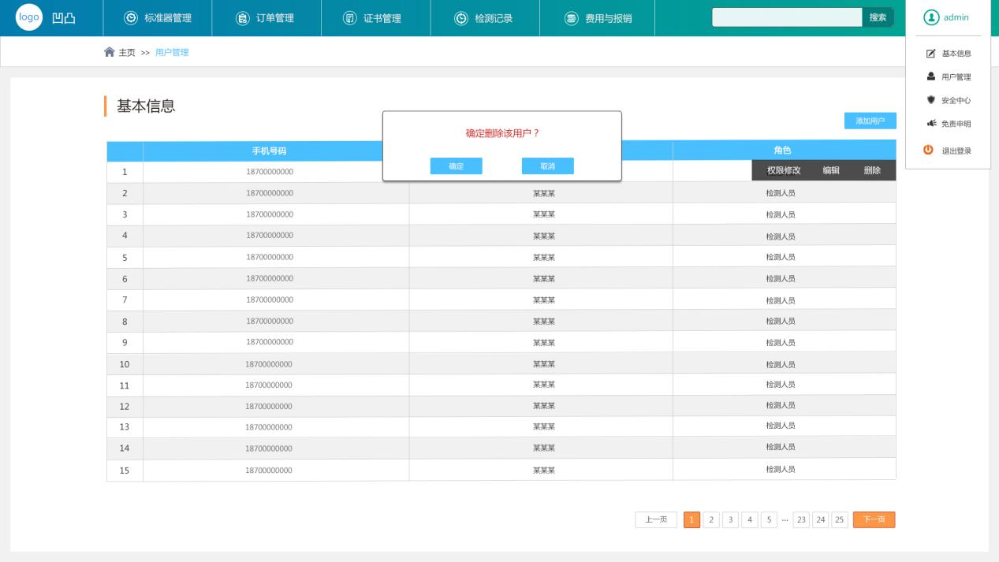 logo 凹凸 标准器管理 订单管理 证书管理 检测记录 费用与报销 搜索 admin
主页 >> 用户管理
基本信息
用户管理
安全中心
免责申明
退出登录
基本信息
添加用户
确定删除该用户？
确定 取消
手机号码 角色
1 18700000000 权限修改 编辑 删除
2 18700000000 某某某 检测人员
3 18700000000 某某某 检测人员
4 18700000000 某某某 检测人员
5 18700000000 某某某 检测人员
6 18700000000 某某某 检测人员
7 18700000000 某某某 检测人员
8 18700000000 某某某 检测人员
9 18700000000 某某某 检测人员
10 18700000000 某某某 检测人员
11 18700000000 某某某 检测人员
12 18700000000 某某某 检测人员
13 18700000000 某某某 检测人员
14 18700000000 某某某 检测人员
15 18700000000 某某某 检测人员
上一页 1 2 3 4 5 ... 23 24 25 下一页